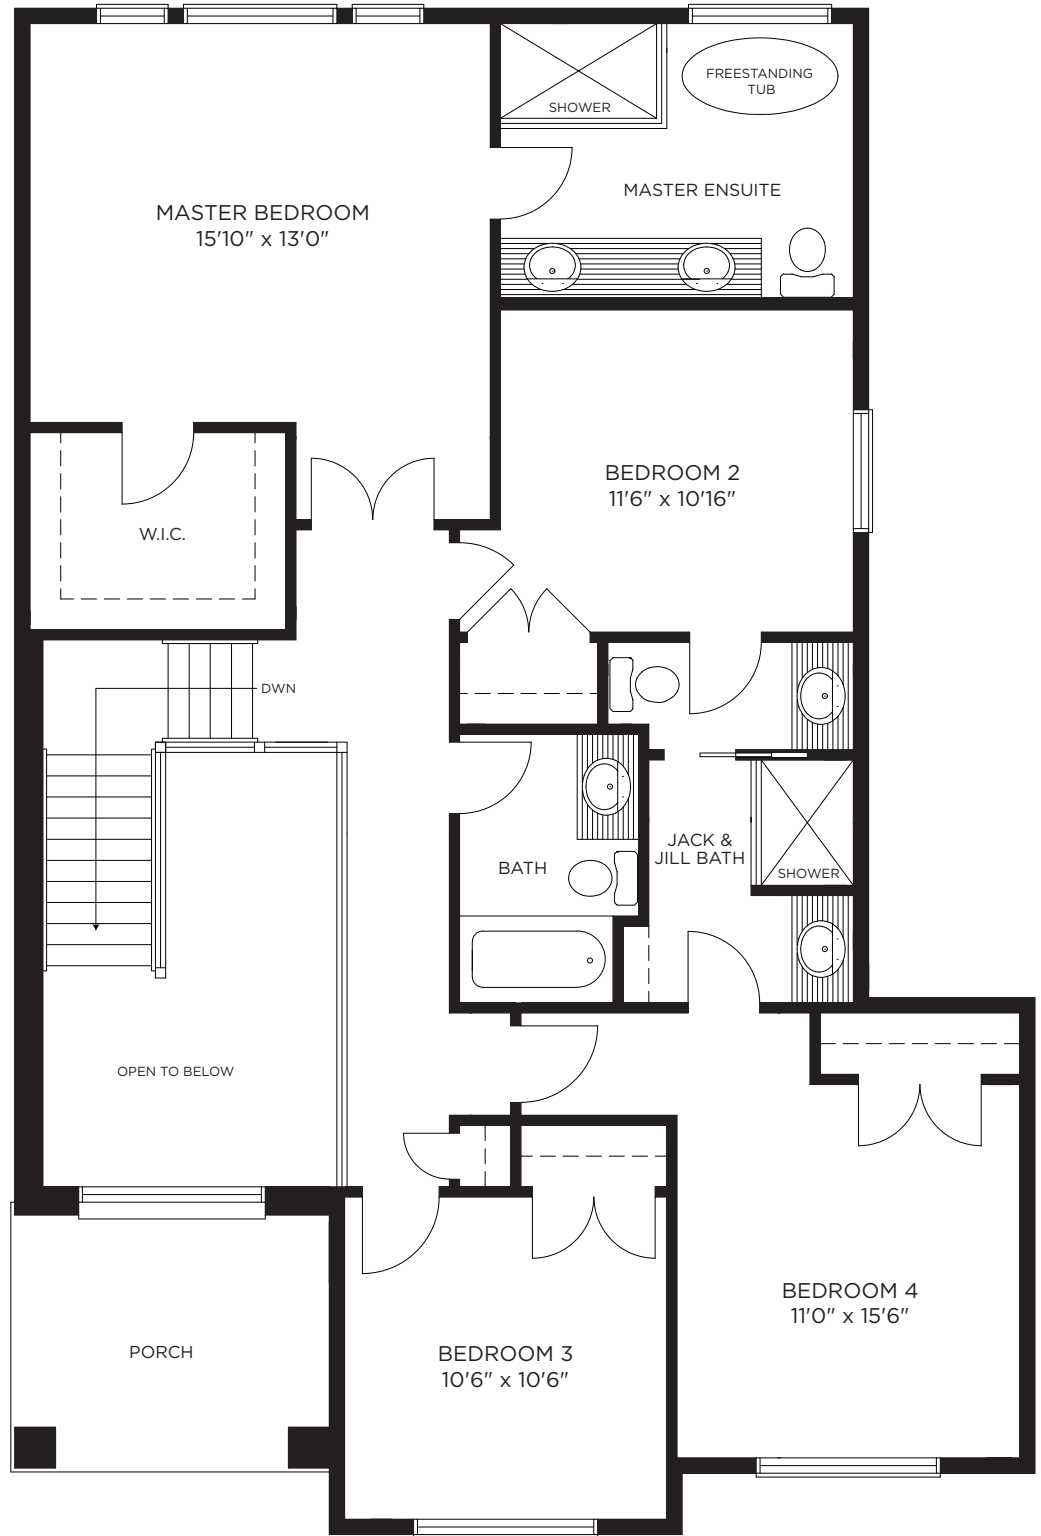 SHOWER
FREESTANDING
TUB
MASTER ENSUITE
MASTER BEDROOM
15'10" x 13'0"
BEDROOM 2
11'6" x 10'16"
W.I.C.
DWN
JACK &
JILL BATH
BATH
SHOWER
OPEN TO BELOW
BEDROOM 4
11'0" x 15'6"
PORCH
BEDROOM 3
10'6" x 10'6"